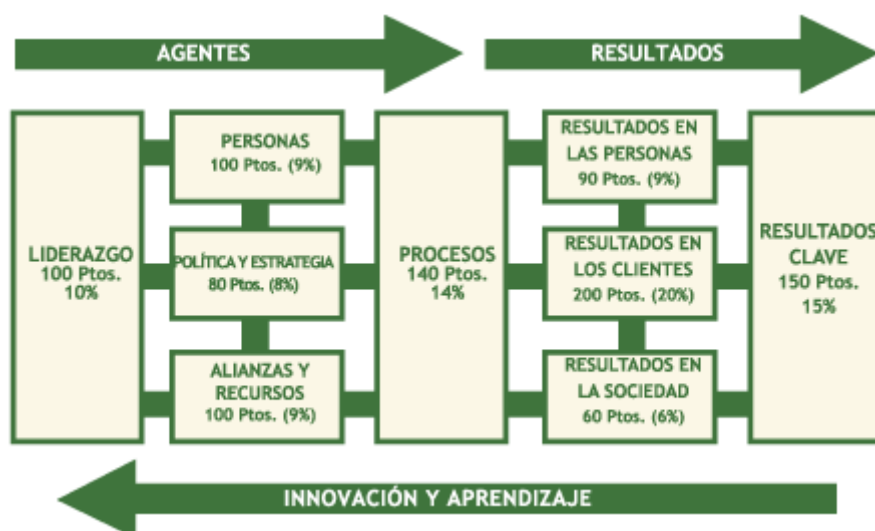 AGENTES
RESULTADOS
LIDERAZGO
100 Ptos.
10%
PERSONAS
100 Ptos. (9%)
POLÍTICA Y ESTRATEGIA
80 Ptos. (8%)
ALIANZAS Y
RECURSOS
100 Ptos. (9%)
PROCESOS
140 Ptos.
14%
RESULTADOS EN
LAS PERSONAS
90 Ptos. (9%)
RESULTADOS EN
LOS CLIENTES
200 Ptos. (20%)
RESULTADOS EN
LA SOCIEDAD
60 Ptos. (6%)
RESULTADOS
CLAVE
150 Ptos.
15%
INNOVACIÓN Y APRENDIZAJE